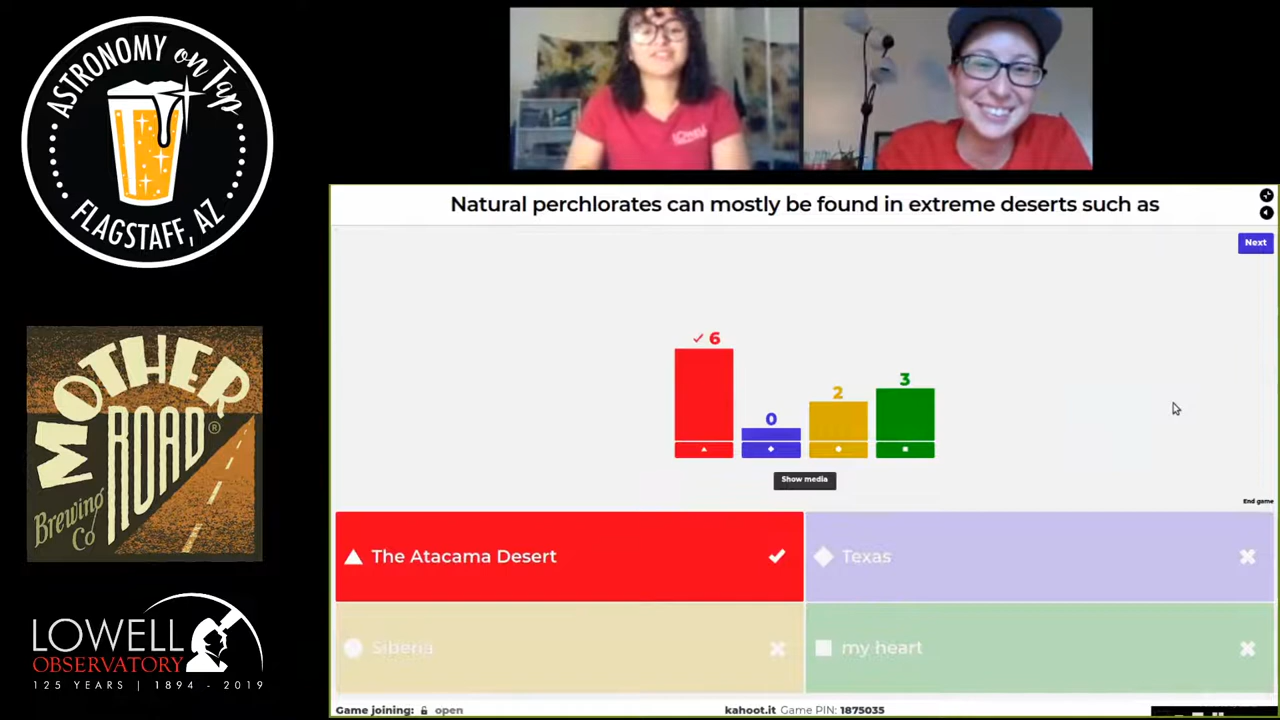 ASTRONOMY on Tap
FLAGSTAFF, AZ
MOTHER
ROAD®
Brewing
Co
LOWELL
OBSERVATORY
125 YEARS | 1894 - 2019
LOWELL
Natural perchlorates can mostly be found in extreme deserts such as
Next
6
0
2
3
Show media
End game
The Atacama Desert
Texas
Siberia
my heart
Game joining: open
kahoot.it Game PIN: 1875035